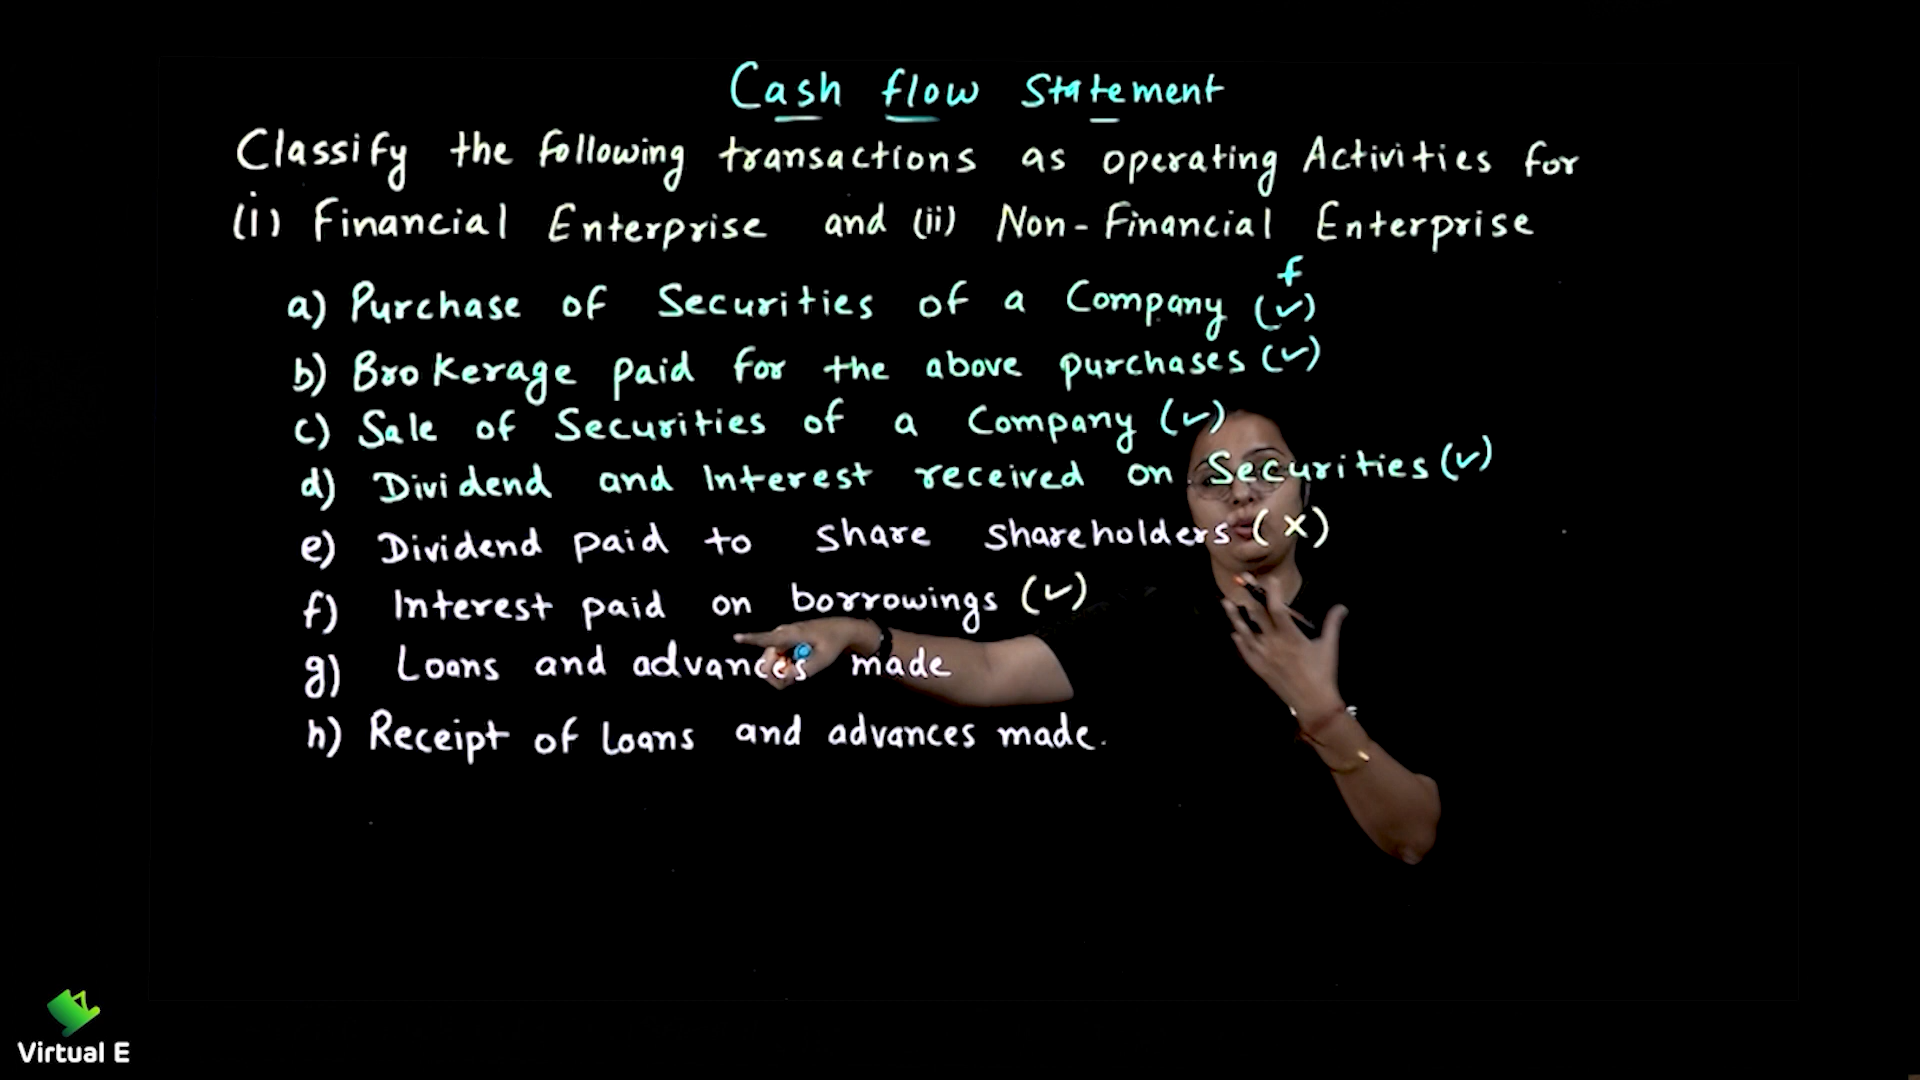 Cash flow Statement
Classify the following transactions as operating Activities for
(i) Financial Enterprise and (ii) Non-Financial Enterprise
f
a) Purchase of Securities of a Company (✓)
b) Brokerage paid for the above purchases (✓)
c) Sale of Securities of a Company (✓)
d) Dividend and Interest received on Securities (✓)
e) Dividend paid to share shareholders (×)
f) Interest paid on borrowings (✓)
g) Loans and advances made
h) Receipt of loans and advances made.
Virtual E